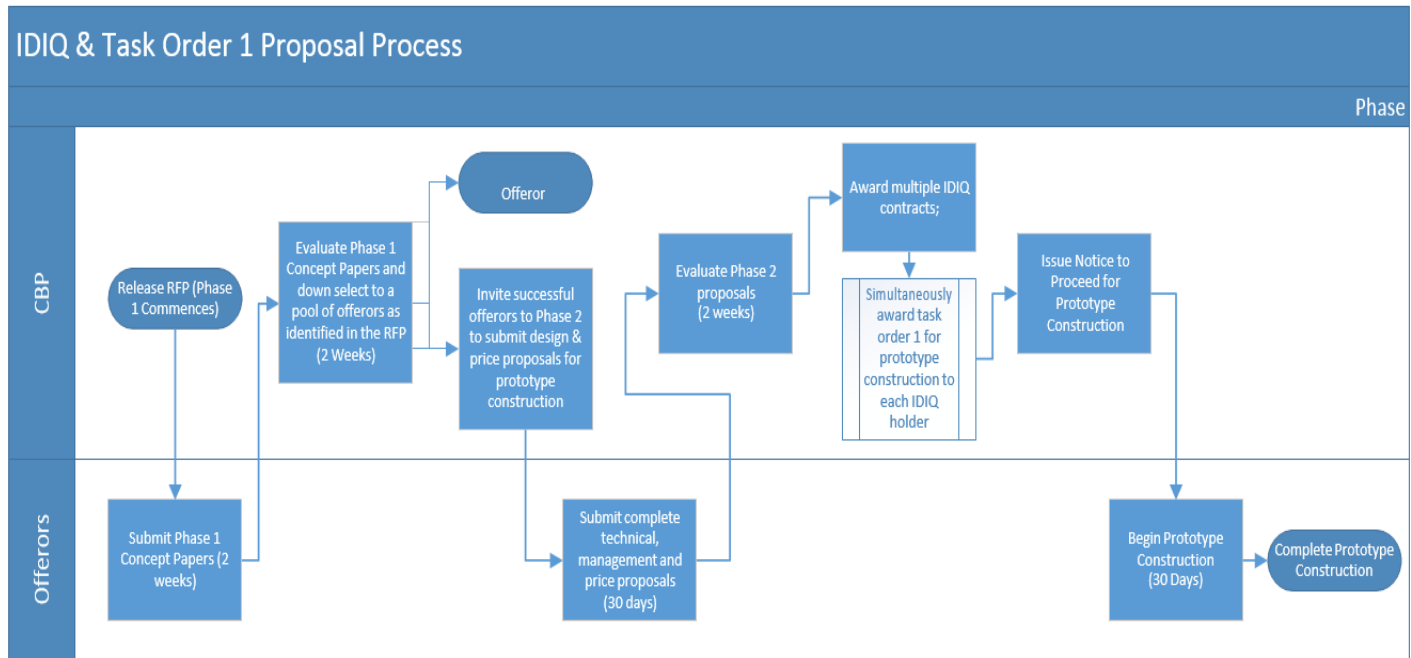 IDIQ & Task Order 1 Proposal Process
Phase
CBP
Release RFP (Phase
1 Commences)
Evaluate Phase 1
Concept Papers and
down select to a
pool of offerors as
identified in the RFP
(2 Weeks)
Offeror
Invite successful
offerors to Phase 2
to submit design &
price proposals for
prototype
construction
Evaluate Phase 2
proposals
(2 weeks)
Award multiple IDIQ
contracts;
Simultaneously
award task
order 1 for
prototype
construction to
each IDIQ
holder
Issue Notice to
Proceed for
Prototype
Construction
Offerors
Submit Phase 1
Concept Papers (2
weeks)
Submit complete
technical,
management and
price proposals
(30 days)
Begin Prototype
Construction
(30 Days)
Complete Prototype
Construction